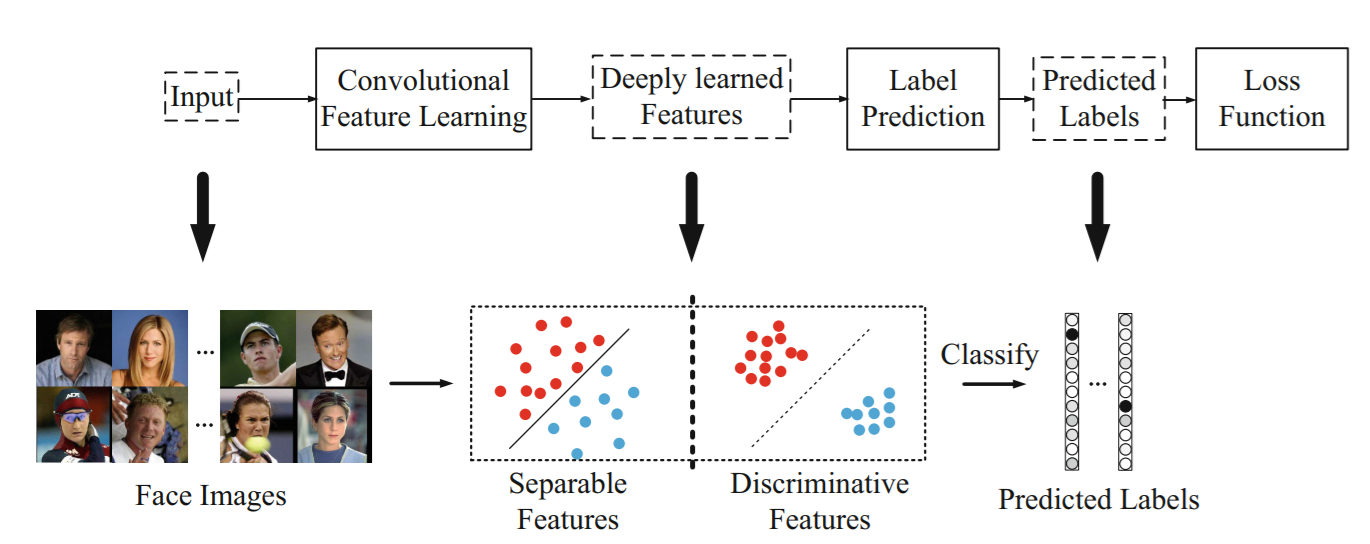 Input
Convolutional
Feature Learning
Deeply learned
Features
Label
Prediction
Predicted
Labels
Loss
Function
...
...
Face Images
Separable
Features
Discriminative
Features
Classify
...
Predicted Labels